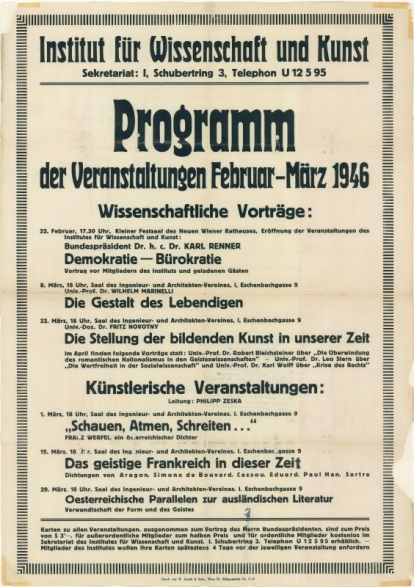 Institut für Wissenschaft und Kunst
Sekretariat: I, Schubertring 3, Telephon U 12 5 95
Programm
der Veranstaltungen Februar–März 1946
Wissenschaftliche Vorträge:
22. Februar, 17.30 Uhr, Kleiner Festsaal des Neuen Wiener Rathauses, Eröffnung der Veranstaltungen des
Institutes für Wissenschaft und Kunst:
Bundespräsident Dr. h. c. Dr. KARL RENNER
Demokratie — Bürokratie
Vortrag vor Mitgliedern des Instituts und geladenen Gästen
8. März, 18 Uhr, Saal des Ingenieur- und Architekten-Vereines, I, Eschenbachgasse 9
Univ.-Prof. Dr. WILHELM MARINELLI
Die Gestalt des Lebendigen
22. März, 18 Uhr, Saal des Ingenieur- und Architekten-Vereines, I, Eschenbachgasse 9
Univ.-Doz. Dr. FRITZ NOVOTNY
Die Stellung der bildenden Kunst in unserer Zeit
Im April finden folgende Vorträge statt: Univ.-Prof. Dr. Robert Bleichsteiner über „Die Überwindung
des romantischen Nationalismus in den Geisteswissenschaften“ – Univ.-Prof. Dr. Leo Stern über
„Die Wertfreiheit in der Sozialwissenschaft“ und Univ.-Prof. Dr. Karl Wolff über „Krise des Rechts“
Künstlerische Veranstaltungen:
Leitung: PHILIPP ZESKA
1. März, 18 Uhr, Saal des Ingenieur- und Architekten-Vereines, I, Eschenbachgasse 9
„Schauen, Atmen, Schreiten...“
FRANZ WERFEL, ein österreichischer Dichter
15. März, 18 Uhr, Saal des Ingenieur- und Architekten-Vereines, I, Eschenbachgasse 9
Das geistige Frankreich in dieser Zeit
Dichtungen von Aragon, Simone de Bouvard, Cassou, Eduard, Paul Han, Sartre
29. März, 18 Uhr, Saal des Ingenieur- und Architekten-Vereines, I, Eschenbachgasse 9
Oesterreichische Parallelen zur ausländischen Literatur
Verwandschaft der Form und des Geistes
Karten zu allen Veranstaltungen, ausgenommen zum Vortrag des Herrn Bundespräsidenten, sind zum Preis
von S 3·–, für außerordentliche Mitglieder zum halben Preis und für ordentliche Mitglieder kostenlos im
Sekretariat des Institutes für Wissenschaft und Kunst, I, Schubertring 3, Telephon U 12 5 95 erhältlich. —
Mitglieder des Institutes wollen ihre Karten spätestens 4 Tage vor der jeweiligen Veranstaltung anfordern